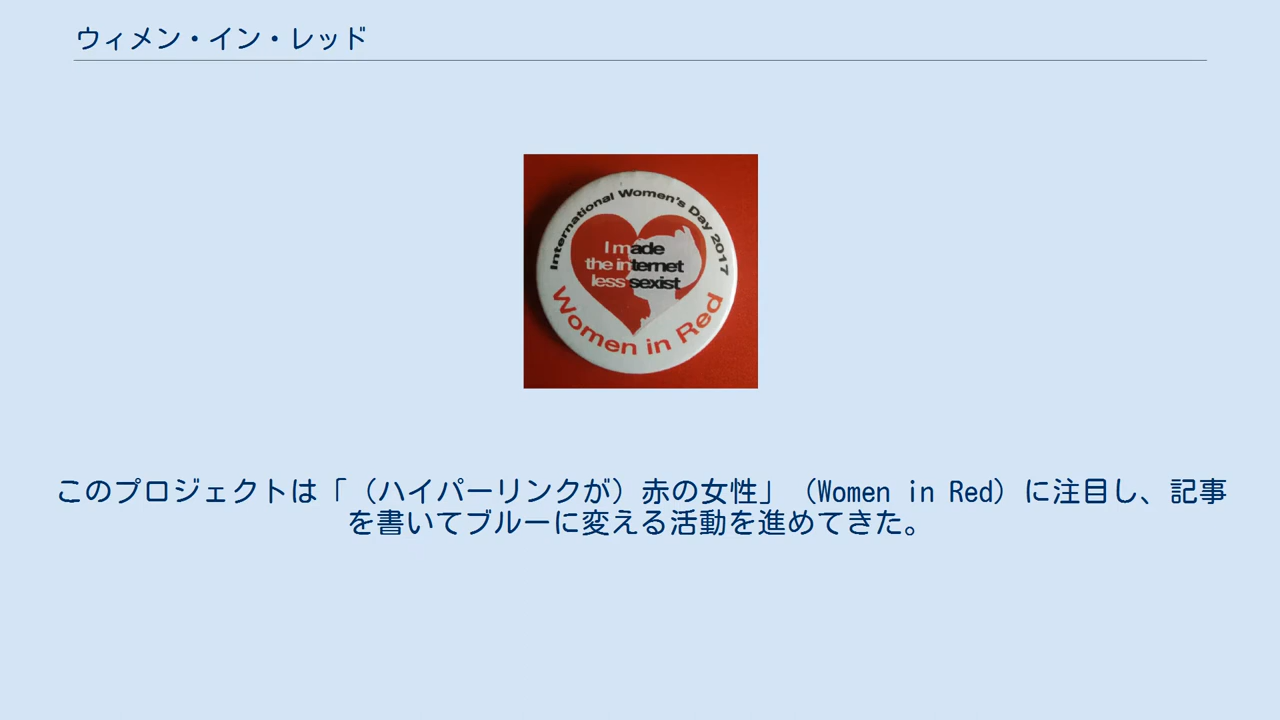 ウィメン・イン・レッド
International Women's Day 2017
I made
the internet
less sexist
Women in Red
このプロジェクトは「（ハイパーリンクが）赤の女性」（Women in Red）に注目し、記事
を書いてブルーに変える活動を進めてきた。